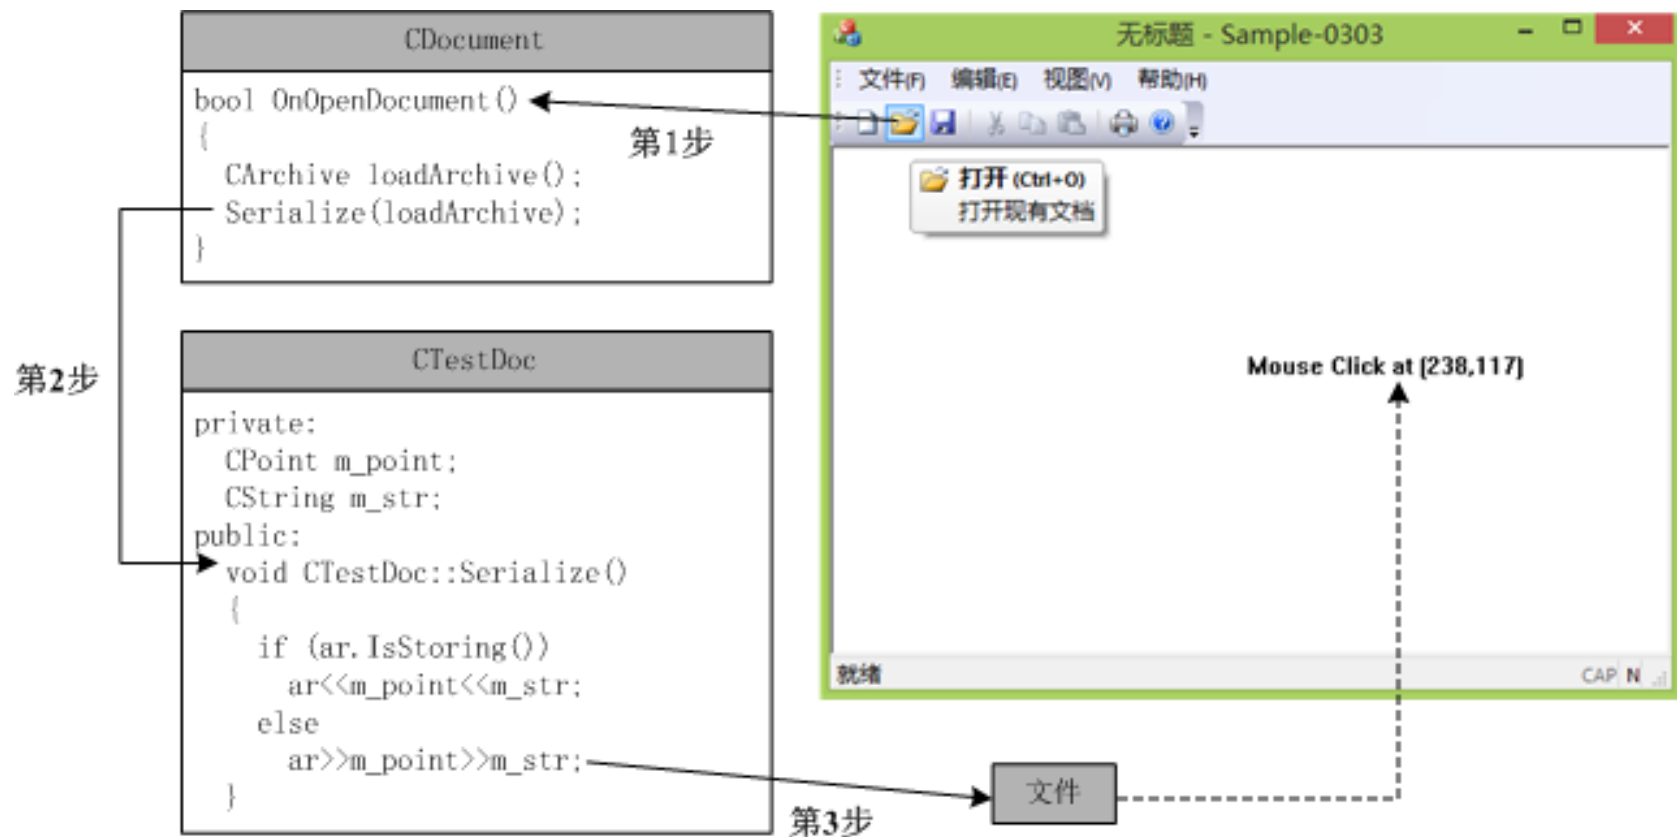 CDocument
bool OnOpenDocument()
{
CArchive loadArchive();
Serialize(loadArchive);
}
第1步
第2步
CTestDoc
private:
CPoint m_point;
CString m_str;
public:
void CTestDoc::Serialize()
{
if (ar.IsStoring())
ar<<m_point<<m_str;
else
ar>>m_point>>m_str;
}
第3步
文件
无标题 - Sample-0303
文件(F) 编辑(E) 视图(V) 帮助(H)
打开 (Ctrl+O)
打开现有文档
Mouse Click at (238,117)
就绪
CAP N